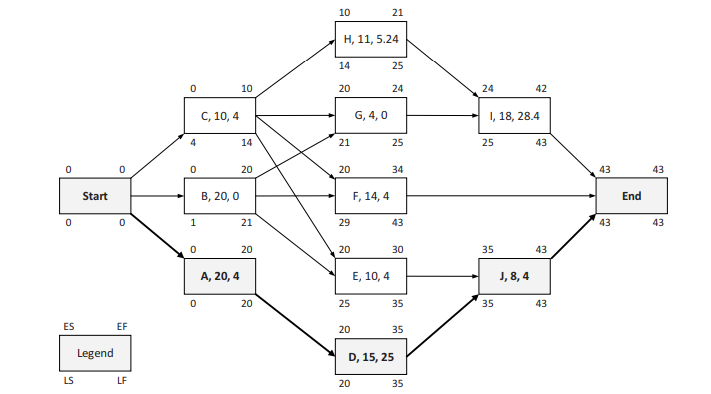 10 21
H, 11, 5.24
14 25
0 10
C, 10, 4
4 14
20 24
G, 4, 0
21 25
24 42
I, 18, 28.4
25 43
0 0
Start
0 0
0 20
B, 20, 0
1 21
20 34
F, 14, 4
29 43
43 43
End
43 43
0 20
A, 20, 4
0 20
20 30
E, 10, 4
25 35
35 43
J, 8, 4
35 43
20 35
D, 15, 25
20 35
ES EF
Legend
LS LF